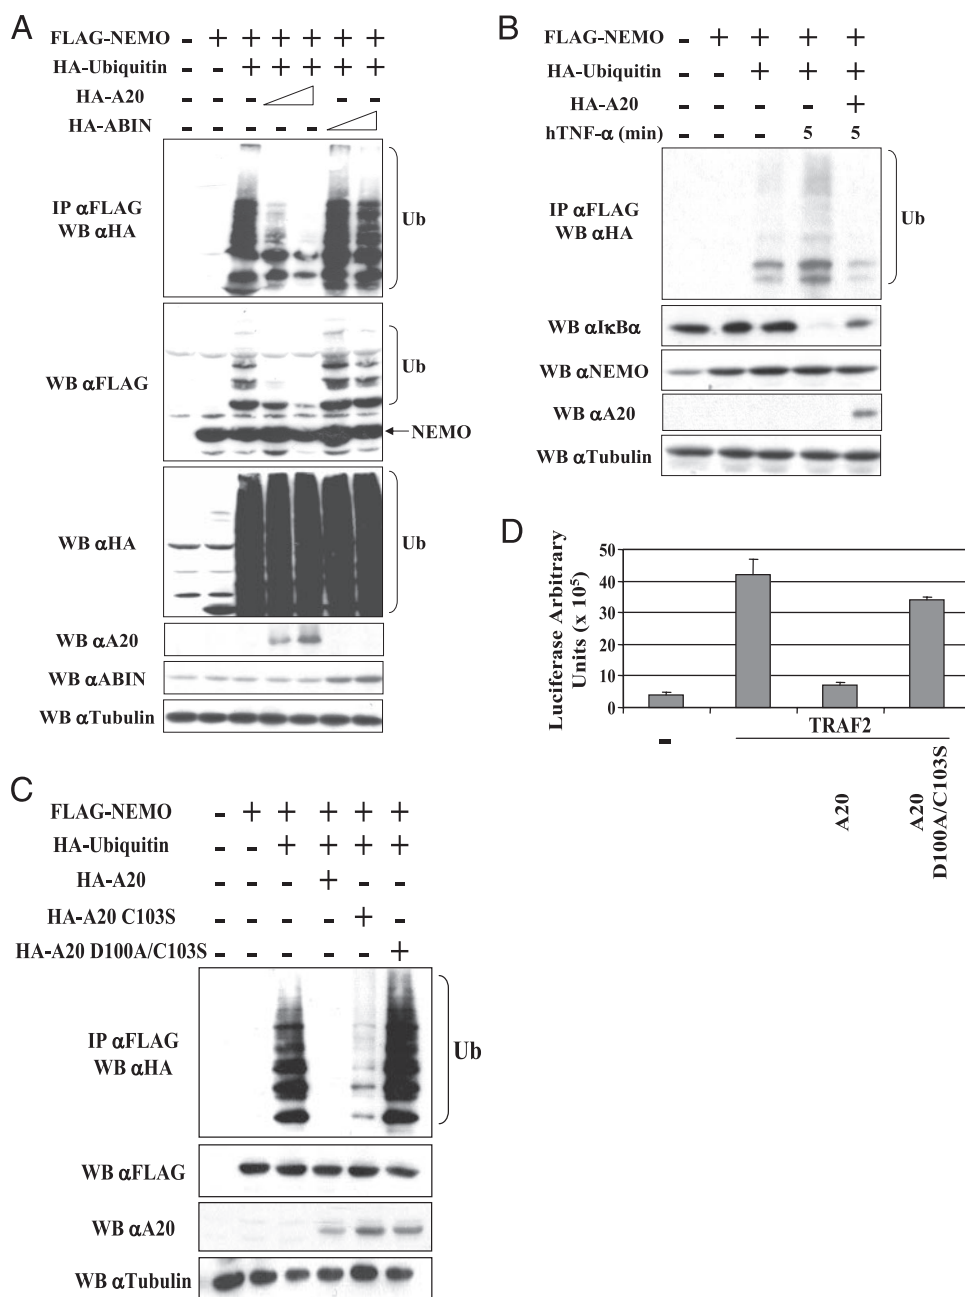 A
FLAG-NEMO - + + + + + +
HA-Ubiquitin - - + + + + +
HA-A20 - - - - -
HA-ABIN - - - - -
IP αFLAG
WB αHA
Ub
WB αFLAG
Ub
NEMO
WB αHA
Ub
WB αA20
WB αABIN
WB αTubulin
B
FLAG-NEMO - + + + +
HA-Ubiquitin - - + + +
HA-A20 - - - - +
hTNF-α (min) - - - 5 5
IP αFLAG
WB αHA
Ub
WB αIκBα
WB αNEMO
WB αA20
WB αTubulin
C
FLAG-NEMO - + + + + +
HA-Ubiquitin - - + + + +
HA-A20 - - - + - -
HA-A20 C103S - - - - + -
HA-A20 D100A/C103S - - - - - +
IP αFLAG
WB αHA
Ub
WB αFLAG
WB αA20
WB αTubulin
D
Luciferase Arbitrary
Units (x 10⁵)
50
40
30
20
10
0
-
TRAF2
A20
A20
D100A/C103S